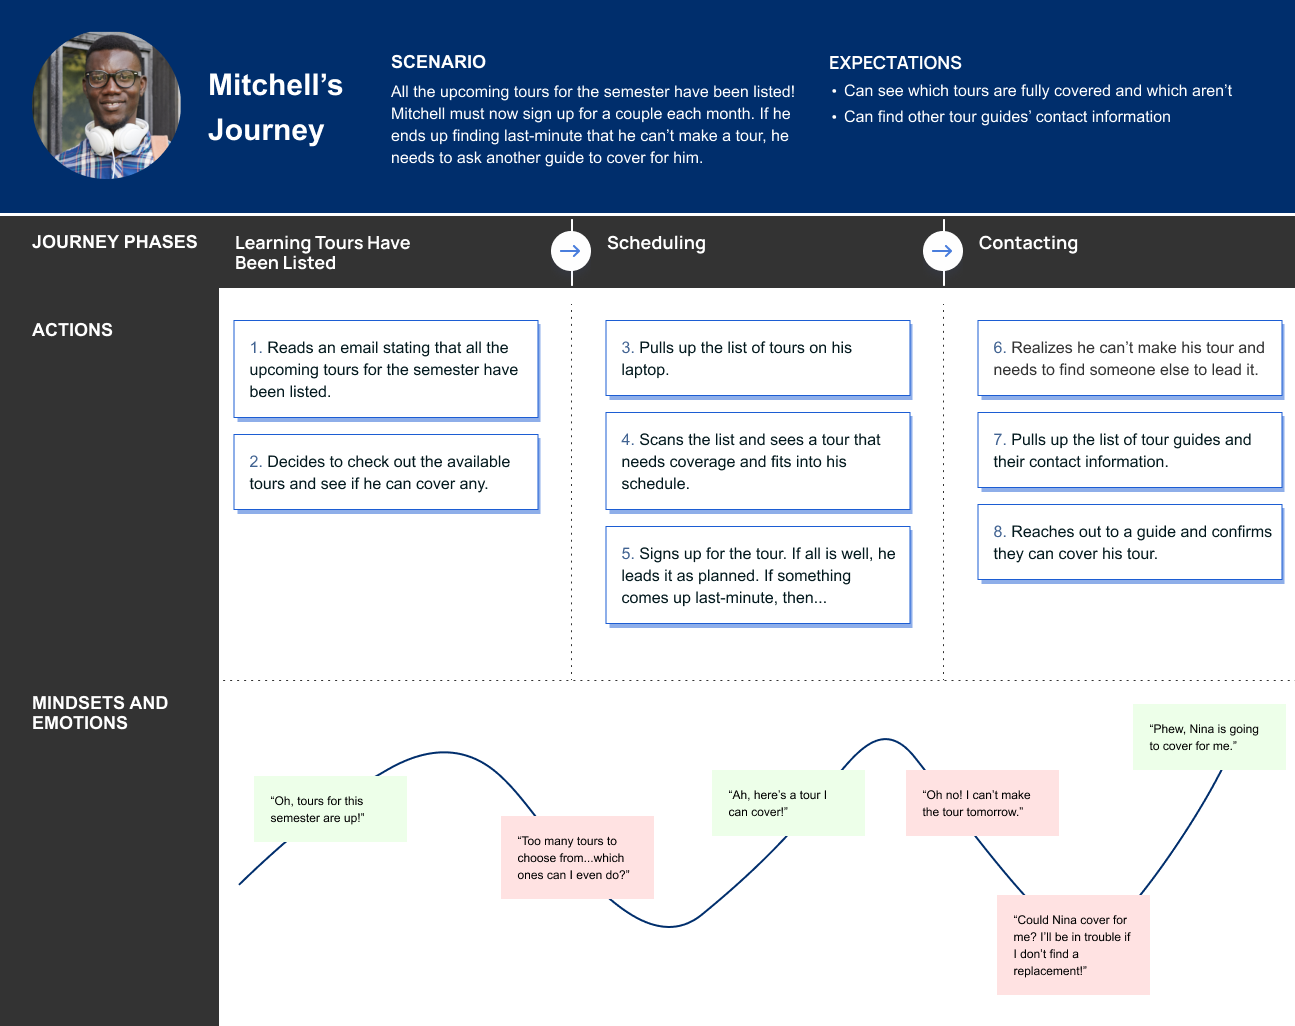 Mitchell’s
Journey
SCENARIO
All the upcoming tours for the semester have been listed!
Mitchell must now sign up for a couple each month. If he
ends up finding last-minute that he can’t make a tour, he
needs to ask another guide to cover for him.
EXPECTATIONS
• Can see which tours are fully covered and which aren’t
• Can find other tour guides’ contact information
JOURNEY PHASES
Learning Tours Have
Been Listed
Scheduling
Contacting
ACTIONS
1. Reads an email stating that all the
upcoming tours for the semester have
been listed.
2. Decides to check out the available
tours and see if he can cover any.
3. Pulls up the list of tours on his
laptop.
4. Scans the list and sees a tour that
needs coverage and fits into his
schedule.
5. Signs up for the tour. If all is well, he
leads it as planned. If something
comes up last-minute, then...
6. Realizes he can’t make his tour and
needs to find someone else to lead it.
7. Pulls up the list of tour guides and
their contact information.
8. Reaches out to a guide and confirms
they can cover his tour.
MINDSETS AND
EMOTIONS
“Oh, tours for this
semester are up!”
“Too many tours to
choose from...which
ones can I even do?”
“Ah, here’s a tour I
can cover!”
“Oh no! I can’t make
the tour tomorrow.”
“Could Nina cover for
me? I’ll be in trouble if
I don’t find a
replacement!”
“Phew, Nina is going
to cover for me.”